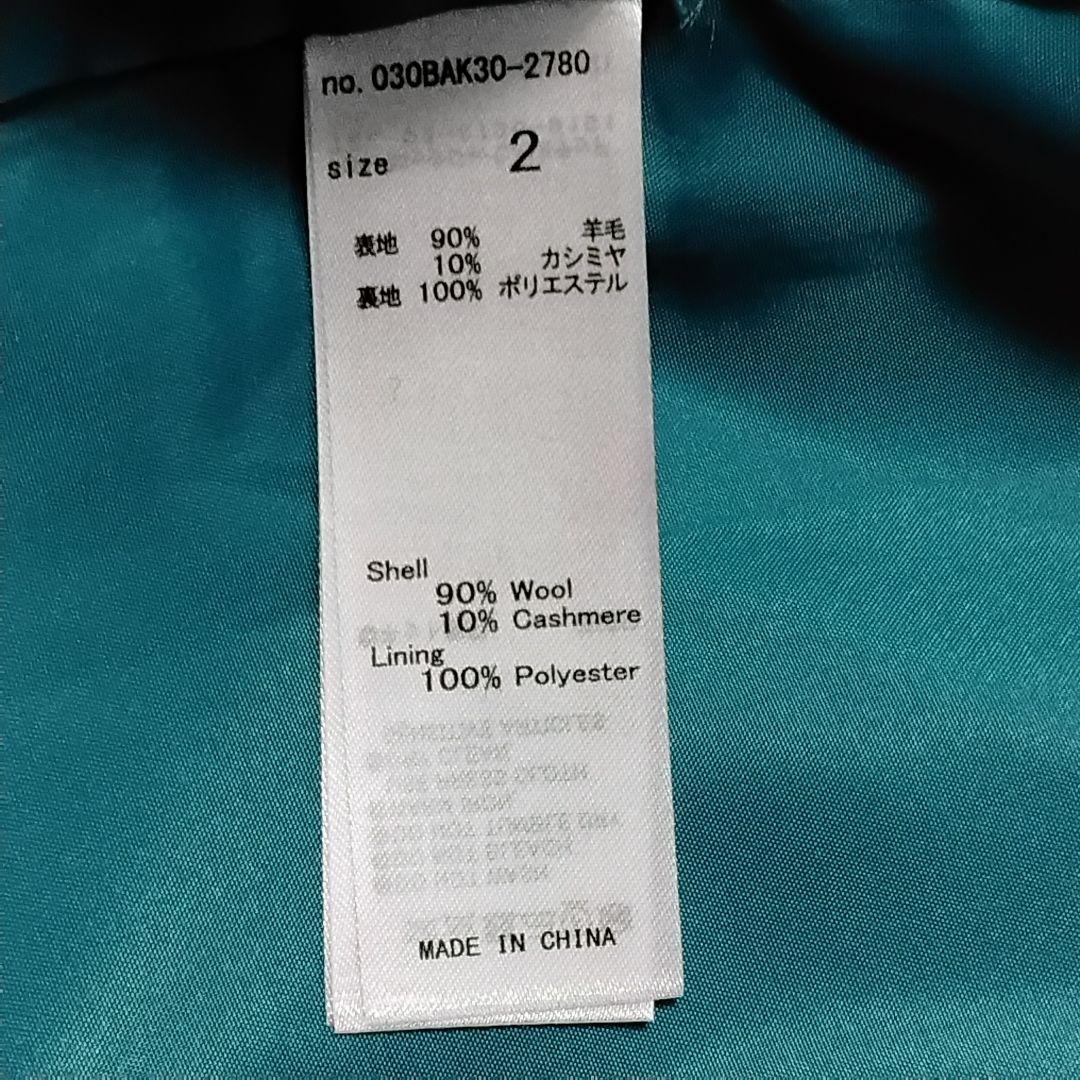 no. 030BAK30-2780
size 2
表地 90% 羊毛
10% カシミヤ
裏地 100% ポリエステル
Shell
90% Wool
10% Cashmere
Lining
100% Polyester
MADE IN CHINA